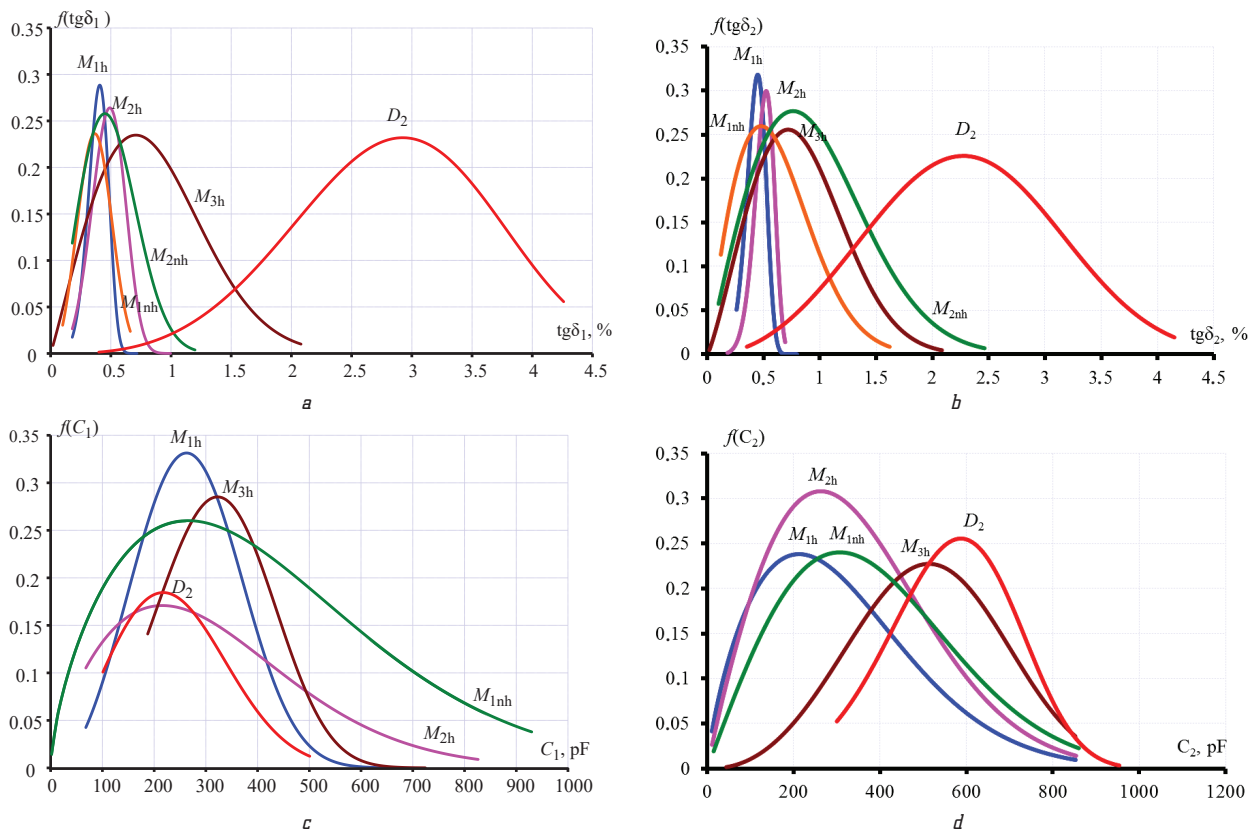 f(tgδ1)
0.35
0.3
0.25
0.2
0.15
0.1
0.05
0
M1h
M2h
D2
M3h
M2nh
M1nh
tgδ1, %
0 0.5 1 1.5 2 2.5 3 3.5 4 4.5
a
f(tgδ2)
0.35
0.3
0.25
0.2
0.15
0.1
0.05
0
M1h
M2h
M1nh
M3h
D2
M2nh
tgδ2, %
0 0.5 1 1.5 2 2.5 3 3.5 4 4.5
b
f(C1)
0.35
0.3
0.25
0.2
0.15
0.1
0.05
0
M1h
M3h
D2
M1nh
M2h
C1, pF
0 100 200 300 400 500 600 700 800 900 1000
c
f(C2)
0.35
0.3
0.25
0.2
0.15
0.1
0.05
0
M2h
M1h
M1nh
M3h
D2
C2, pF
0 200 400 600 800 1000 1200
d